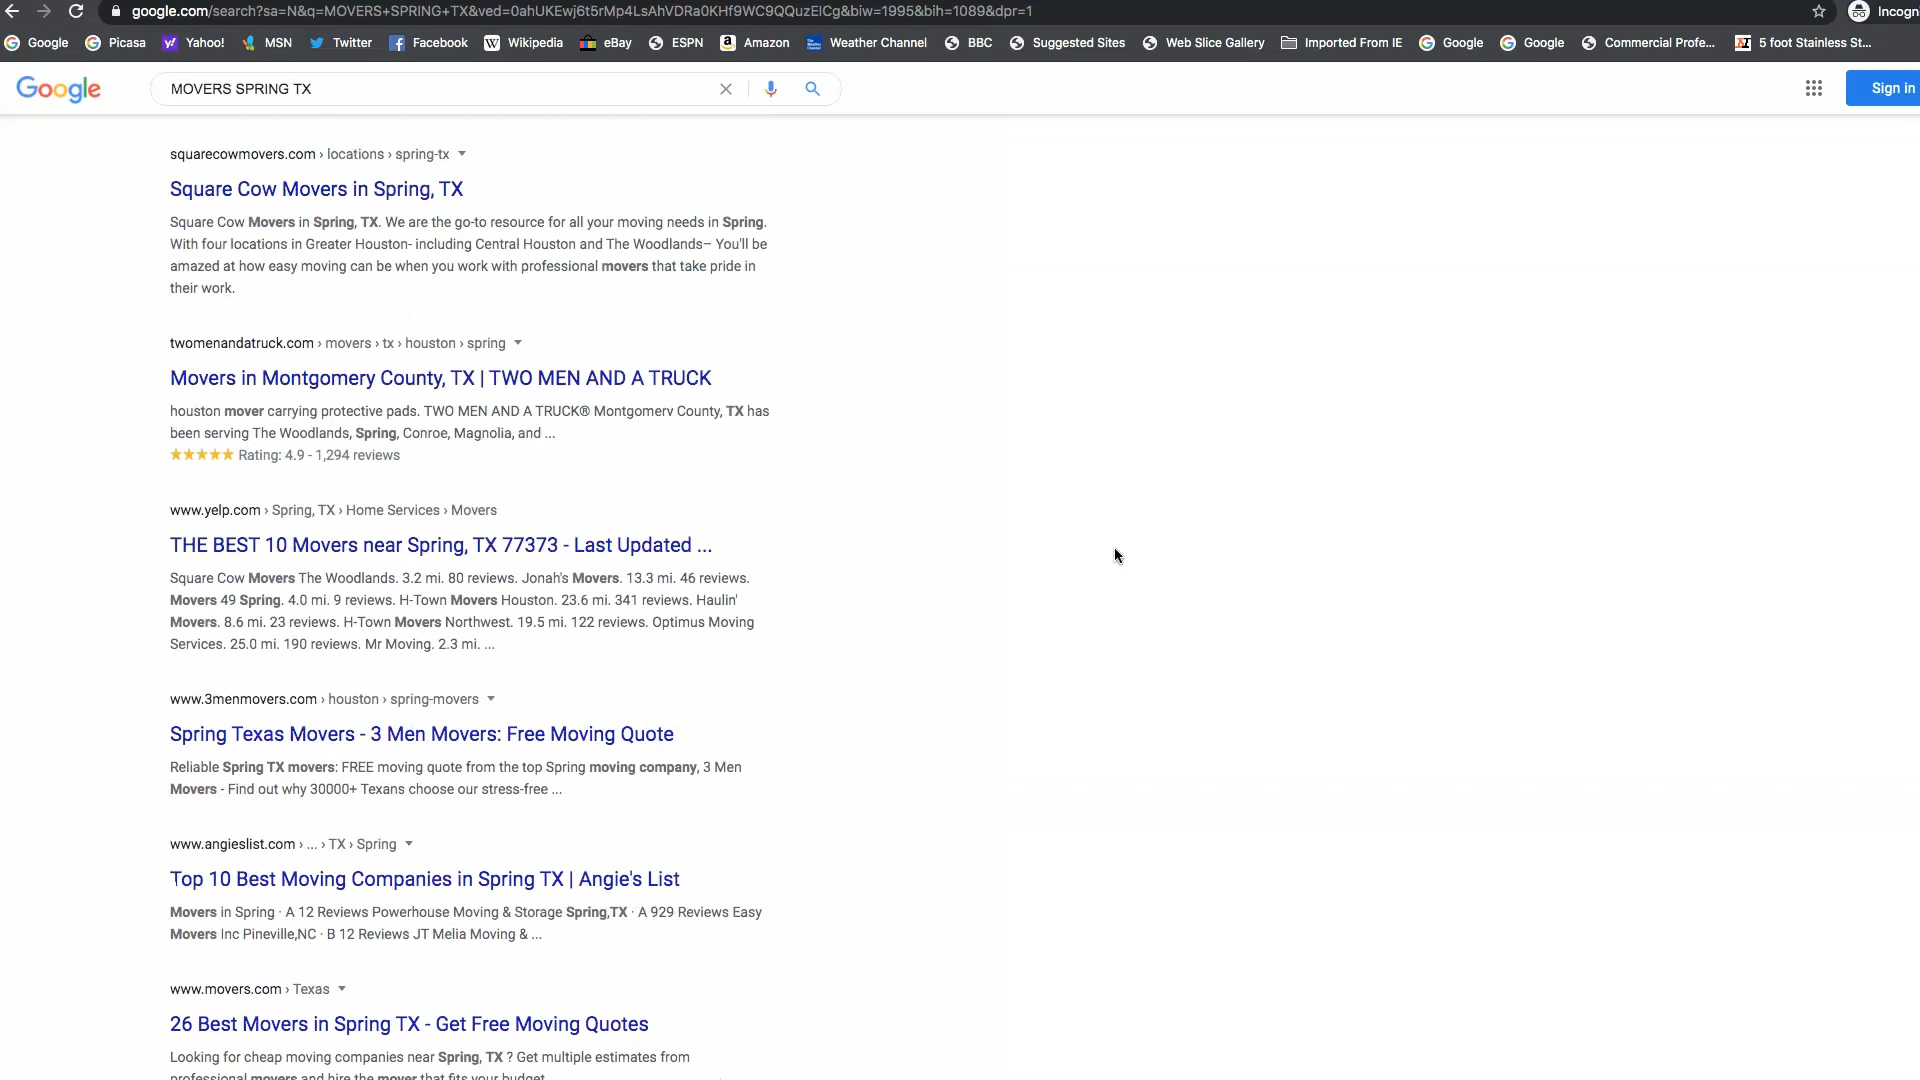 google.com/search?sa=N&q=MOVERS+SPRING+TX&ved=0ahUKEwj6t5rMp4LsAhVDRa0KHf9WC9QQuzEICg&biw=1995&bih=1089&dpr=1
Incogn
Google Picasa Yahoo! MSN Twitter Facebook Wikipedia eBay ESPN Amazon Weather Channel BBC Suggested Sites Web Slice Gallery Imported From IE Google Google Commercial Profe... 5 foot Stainless St...
Google MOVERS SPRING TX Sign in
squarecowmovers.com › locations › spring-tx
Square Cow Movers in Spring, TX
Square Cow Movers in Spring, TX. We are the go-to resource for all your moving needs in Spring.
With four locations in Greater Houston- including Central Houston and The Woodlands– You'll be
amazed at how easy moving can be when you work with professional movers that take pride in
their work.
twomenandatruck.com › movers › tx › houston › spring
Movers in Montgomery County, TX | TWO MEN AND A TRUCK
houston mover carrying protective pads. TWO MEN AND A TRUCK® Montgomery County, TX has
been serving The Woodlands, Spring, Conroe, Magnolia, and ...
Rating: 4.9 - 1,294 reviews
www.yelp.com › Spring, TX › Home Services › Movers
THE BEST 10 Movers near Spring, TX 77373 - Last Updated ...
Square Cow Movers The Woodlands. 3.2 mi. 80 reviews. Jonah's Movers. 13.3 mi. 46 reviews.
Movers 49 Spring. 4.0 mi. 9 reviews. H-Town Movers Houston. 23.6 mi. 341 reviews. Haulin'
Movers. 8.6 mi. 23 reviews. H-Town Movers Northwest. 19.5 mi. 122 reviews. Optimus Moving
Services. 25.0 mi. 190 reviews. Mr Moving. 2.3 mi. ...
www.3menmovers.com › houston › spring-movers
Spring Texas Movers - 3 Men Movers: Free Moving Quote
Reliable Spring TX movers: FREE moving quote from the top Spring moving company, 3 Men
Movers - Find out why 30000+ Texans choose our stress-free ...
www.angieslist.com › ... › TX › Spring
Top 10 Best Moving Companies in Spring TX | Angie's List
Movers in Spring · A 12 Reviews Powerhouse Moving & Storage Spring,TX · A 929 Reviews Easy
Movers Inc Pineville,NC · B 12 Reviews JT Melia Moving & ...
www.movers.com › Texas
26 Best Movers in Spring TX - Get Free Moving Quotes
Looking for cheap moving companies near Spring, TX ? Get multiple estimates from
professional movers and hire the mover that fits your budget